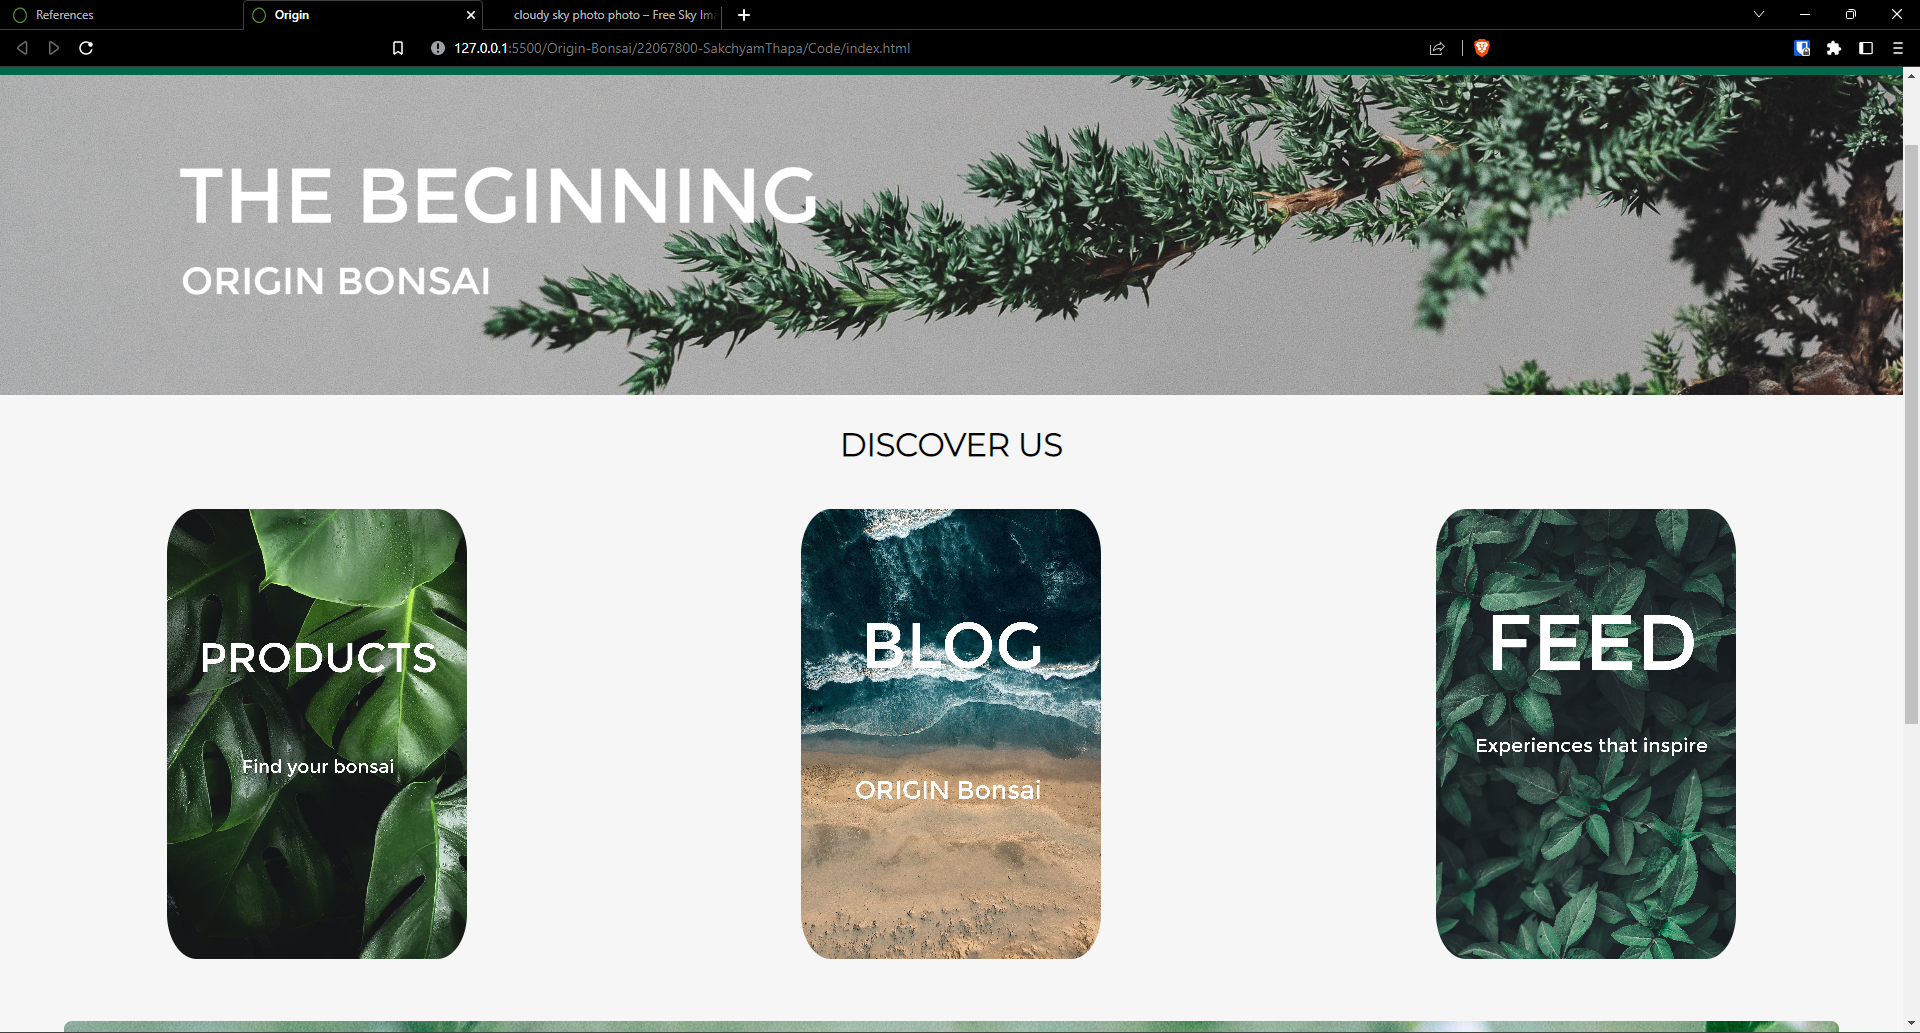 References
Origin
cloudy sky photo photo – Free Sky Im
127.0.0.1:5500/Origin-Bonsai/22067800-SakchyamThapa/Code/index.html
THE BEGINNING
ORIGIN BONSAI
DISCOVER US
PRODUCTS
Find your bonsai
BLOG
ORIGIN Bonsai
FEED
Experiences that inspire